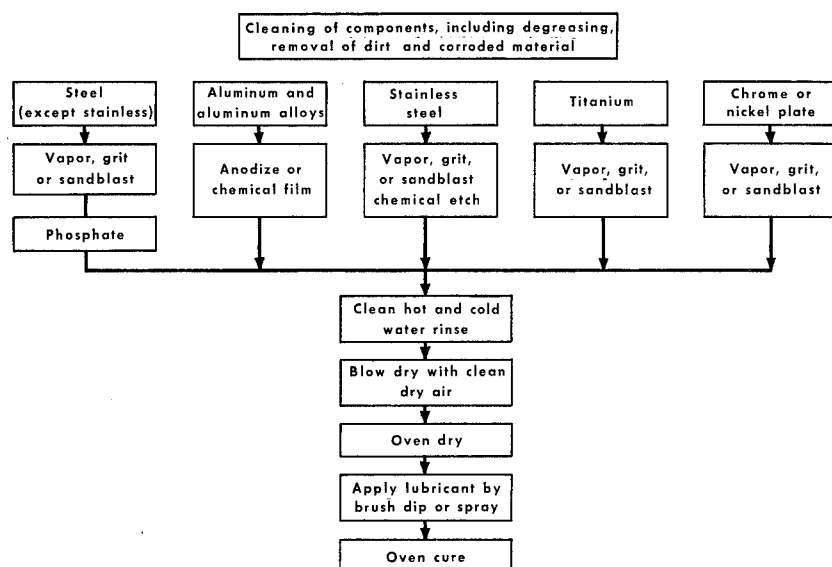 Cleaning of components, including degreasing,
removal of dirt and corroded material
Steel
(except stainless)
Aluminum and
aluminum alloys
Stainless
steel
Titanium
Chrome or
nickel plate
Vapor, grit
or sandblast
Anodize or
chemical film
Vapor, grit,
or sandblast
chemical etch
Vapor, grit,
or sandblast
Vapor, grit,
or sandblast
Phosphate
Clean hot and cold
water rinse
Blow dry with clean
dry air
Oven dry
Apply lubricant by
brush dip or spray
Oven cure